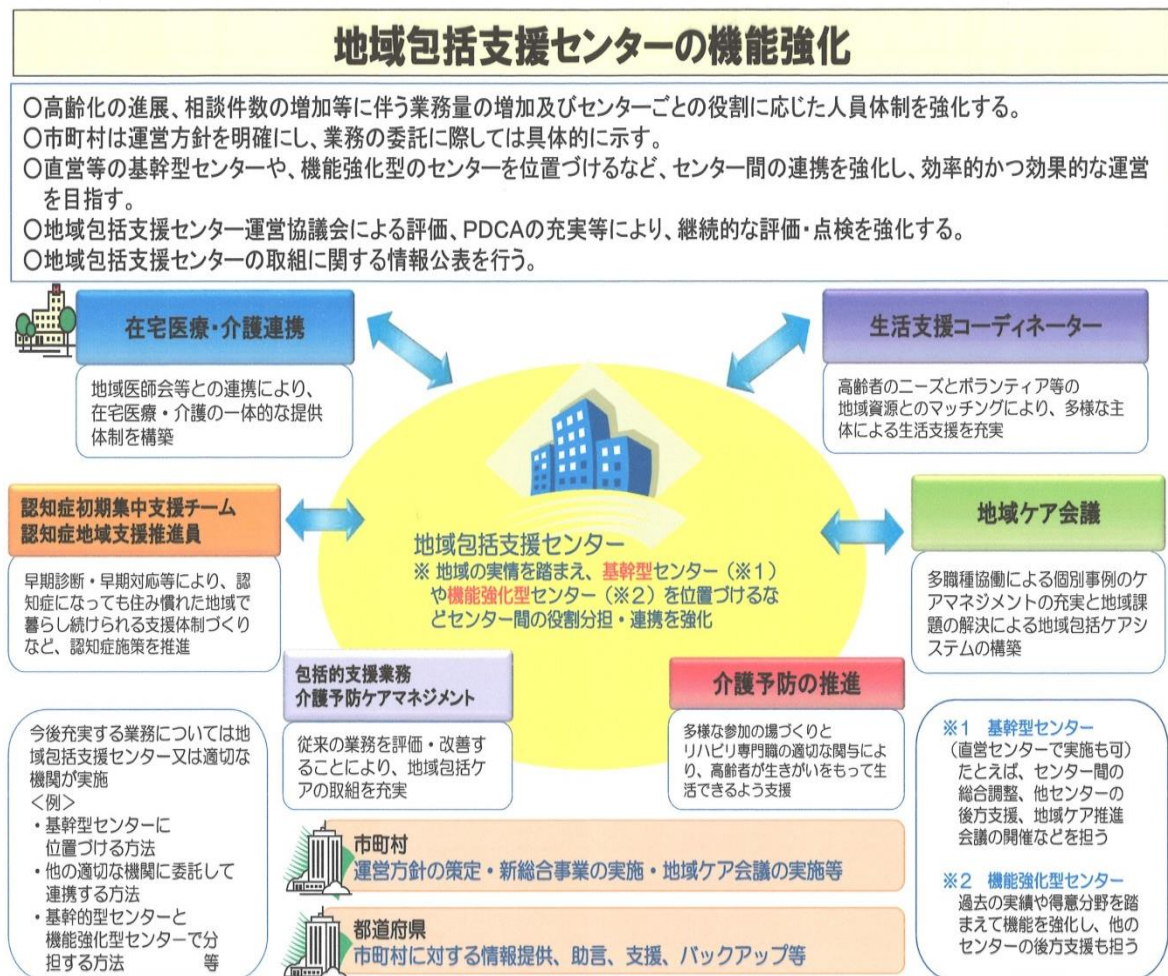 地域包括支援センターの機能強化
○高齢化の進展、相談件数の増加等に伴う業務量の増加及びセンターごとの役割に応じた人員体制を強化する。
○市町村は運営方針を明確にし、業務の委託に際しては具体的に示す。
○直営等の基幹型センターや、機能強化型のセンターを位置づけるなど、センター間の連携を強化し、効率的かつ効果的な運営
を目指す。
○地域包括支援センター運営協議会による評価、PDCAの充実等により、継続的な評価・点検を強化する。
○地域包括支援センターの取組に関する情報公表を行う。
在宅医療・介護連携
地域医師会等との連携により、
在宅医療・介護の一体的な提供
体制を構築
生活支援コーディネーター
高齢者のニーズとボランティア等の
地域資源とのマッチングにより、多様な主
体による生活支援を充実
認知症初期集中支援チーム
認知症地域支援推進員
早期診断・早期対応等により、認
知症になっても住み慣れた地域で
暮らし続けられる支援体制づくり
など、認知症施策を推進
地域包括支援センター
※ 地域の実情を踏まえ、基幹型センター（※１）
や機能強化型センター（※２）を位置づけるな
どセンター間の役割分担・連携を強化
地域ケア会議
多職種協働による個別事例のケ
アマネジメントの充実と地域課
題の解決による地域包括ケアシ
ステムの構築
包括的支援業務
介護予防ケアマネジメント
従来の業務を評価・改善す
ることにより、地域包括ケ
アの取組を充実
介護予防の推進
多様な参加の場づくりと
リハビリ専門職の適切な関与によ
り、高齢者が生きがいをもって生
活できるよう支援
今後充実する業務については地
域包括支援センター又は適切な
機関が実施
＜例＞
・基幹型センターに
位置づける方法
・他の適切な機関に委託して
連携する方法
・基幹的型センターと
機能強化型センターで分
担する方法 等
市町村
運営方針の策定・新総合事業の実施・地域ケア会議の実施等
都道府県
市町村に対する情報提供、助言、支援、バックアップ等
※１ 基幹型センター
（直営センターで実施も可）
たとえば、センター間の
総合調整、他センターの
後方支援、地域ケア推進
会議の開催などを担う
※２ 機能強化型センター
過去の実績や得意分野を踏
まえて機能を強化し、他の
センターの後方支援も担う